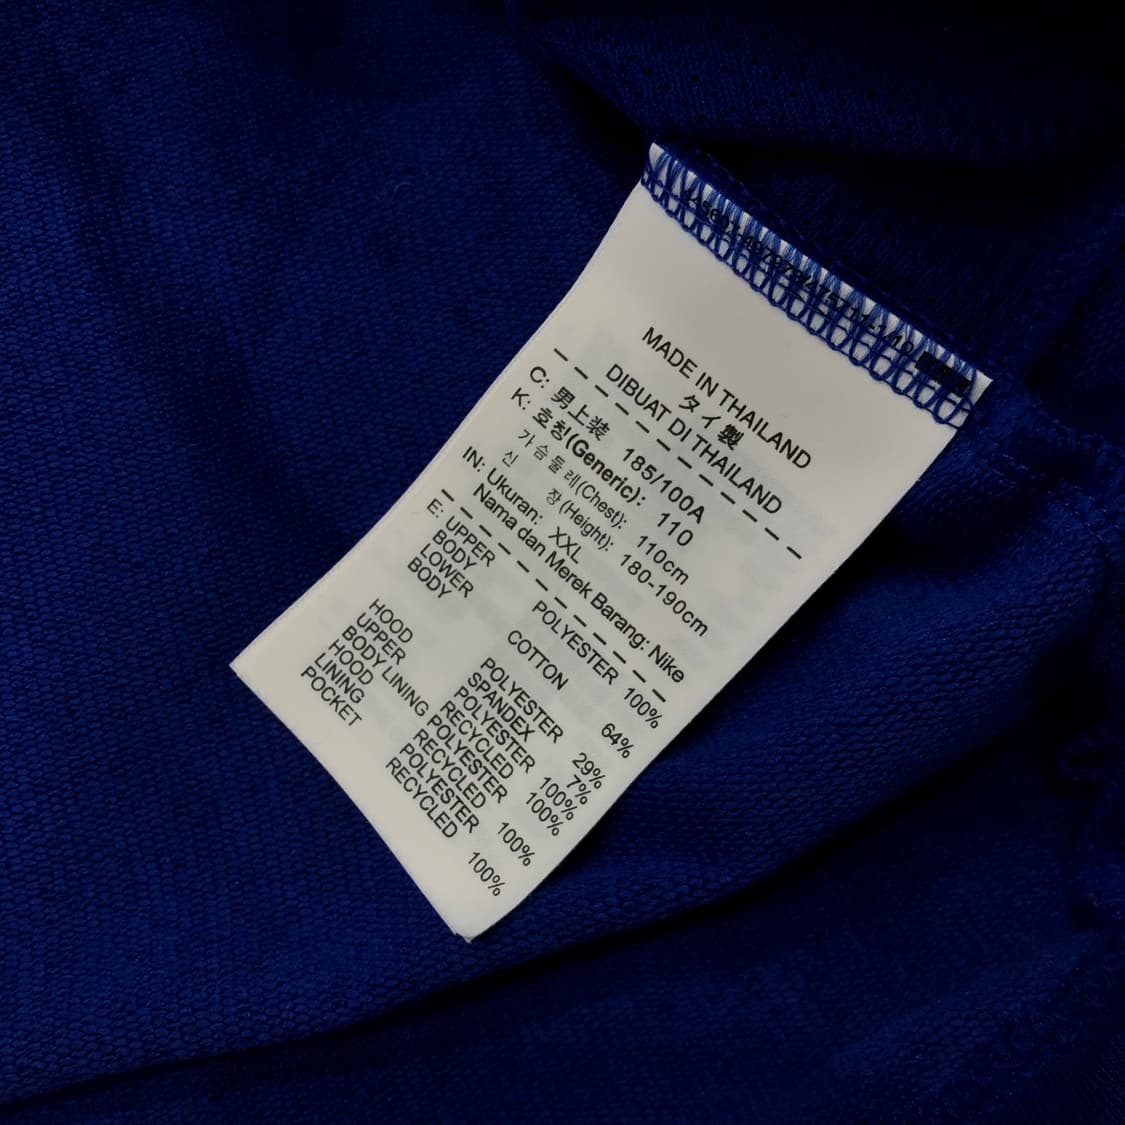 MADE IN THAILAND
タイ製
DIBUAT DI THAILAND
C: 男上装 185/100A
K: 호칭(Generic): 110
가슴둘레(Chest): 110cm
신 장 (Height): 180-190cm
IN: Ukuran: XXL
Nama dan Merek Barang: Nike
E: UPPER
BODY POLYESTER 100%
LOWER
BODY COTTON 64%
POLYESTER 29%
SPANDEX 7%
HOOD POLYESTER 100%
UPPER RECYCLED
BODY LINING POLYESTER 100%
HOOD RECYCLED
LINING POLYESTER 100%
POCKET RECYCLED
POLYESTER 100%
RECYCLED